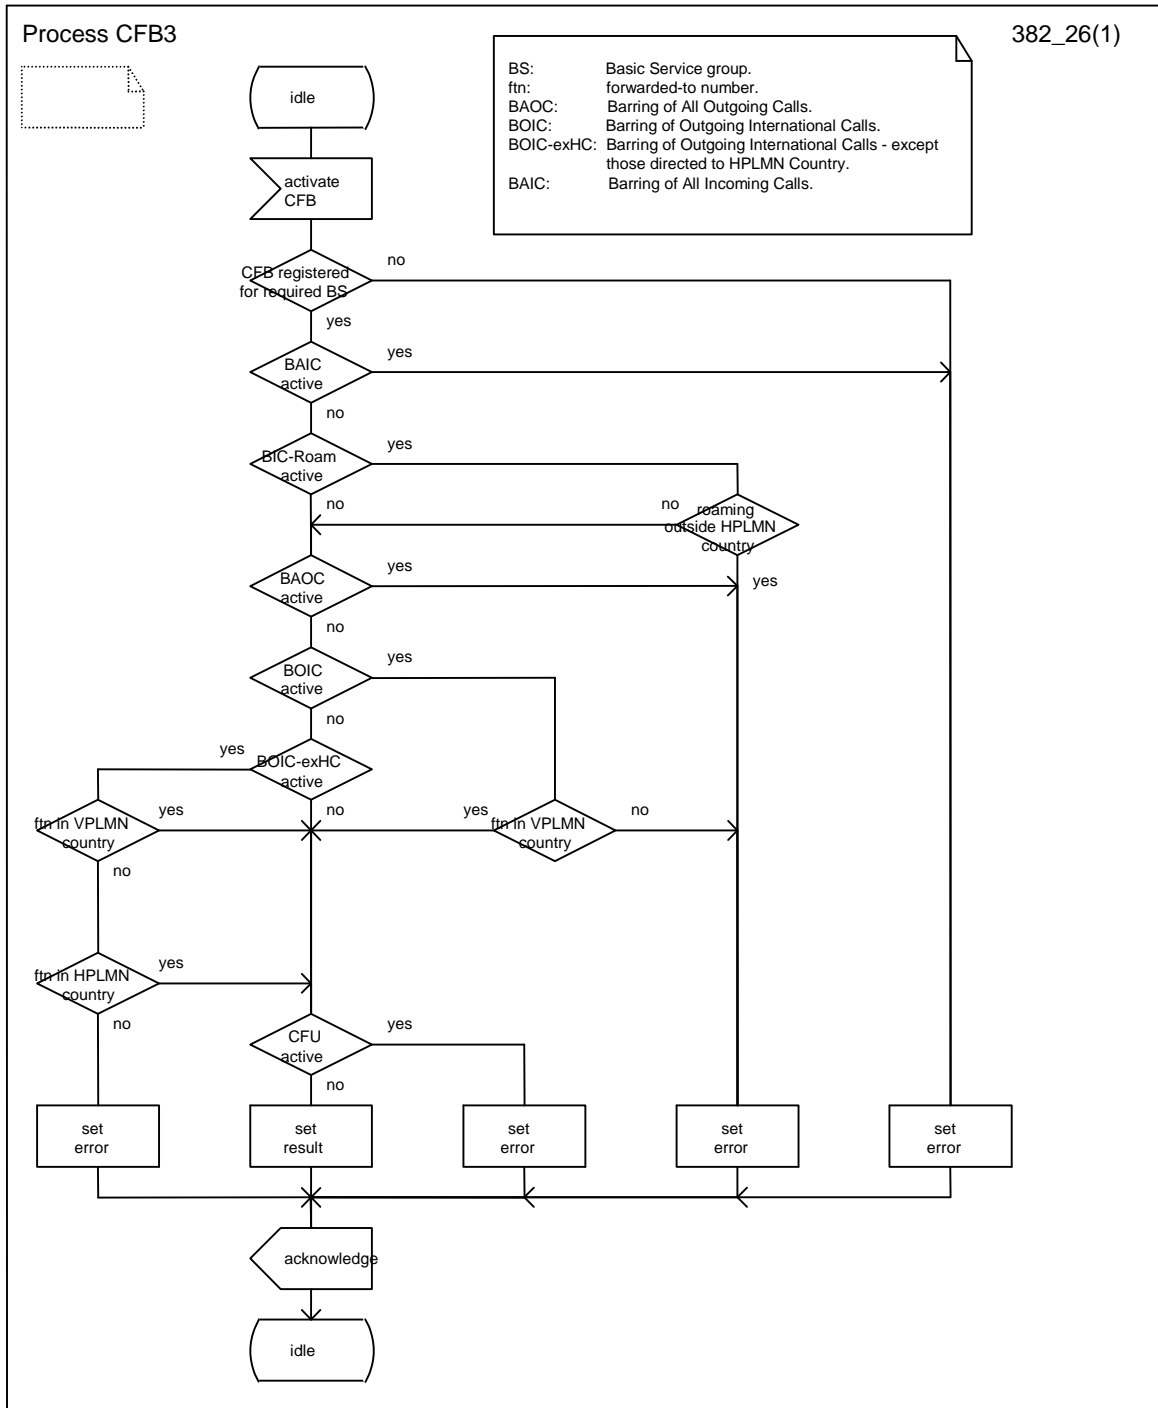 Process CFB3
382_26(1)
BS: Basic Service group.
ftn: forwarded-to number.
BAOC: Barring of All Outgoing Calls.
BOIC: Barring of Outgoing International Calls.
BOIC-exHC: Barring of Outgoing International Calls - except
those directed to HPLMN Country.
BAIC: Barring of All Incoming Calls.
idle
activate
CFB
CFB registered
for required BS
no
yes
BAIC
active
yes
no
BIC-Roam
active
yes
no
no
roaming
outside HPLMN
country
yes
BAOC
active
yes
no
BOIC
active
yes
no
yes
BOIC-exHC
active
no
ftn in VPLMN
country
yes
no
yes
ftn in VPLMN
country
no
ftn in HPLMN
country
yes
no
CFU
active
yes
no
set
error
set
result
set
error
set
error
set
error
acknowledge
idle